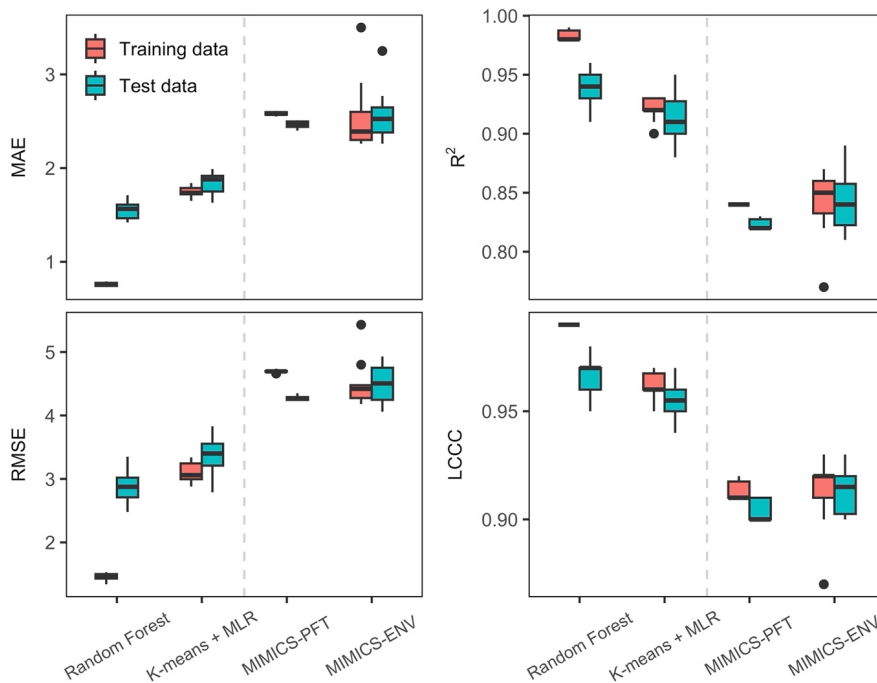 Training data
Test data
MAE
3
2
1
R²
1.00
0.95
0.90
0.85
0.80
RMSE
5
4
3
2
LCCC
0.95
0.90
Random Forest
K-means + MLR
MIMICS-PFT
MIMICS-ENV
Random Forest
K-means + MLR
MIMICS-PFT
MIMICS-ENV